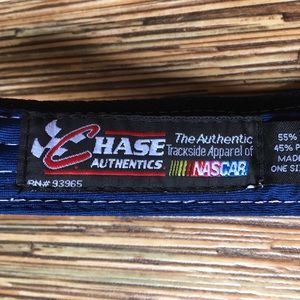 CHASE
AUTHENTICS.
RN# 93965
The Authentic
Trackside Apparel of
NASCAR
55%
45% P
MADE
ONE SIZ